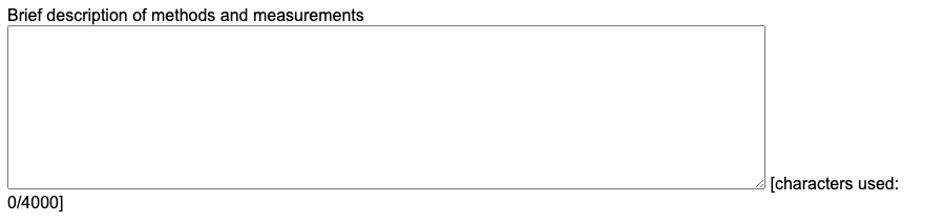 Brief description of methods and measurements
[characters used:
0/4000]